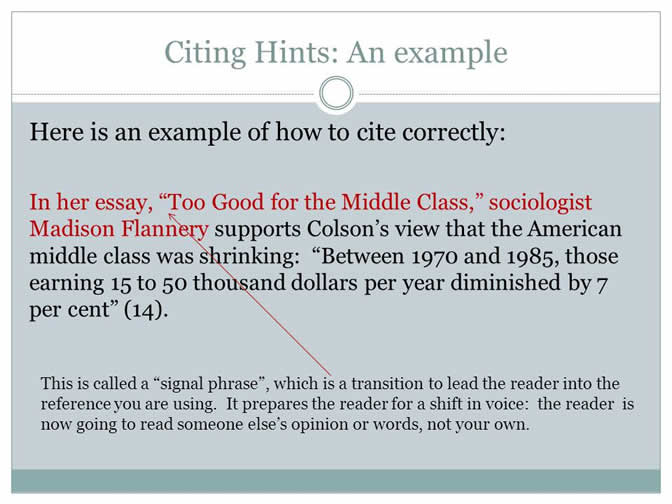 Citing Hints: An example
Here is an example of how to cite correctly:
In her essay, “Too Good for the Middle Class,” sociologist
Madison Flannery supports Colson’s view that the American
middle class was shrinking:  “Between 1970 and 1985, those
earning 15 to 50 thousand dollars per year diminished by 7
per cent” (14).
This is called a “signal phrase”, which is a transition to lead the reader into the
reference you are using.  It prepares the reader for a shift in voice:  the reader  is
now going to read someone else’s opinion or words, not your own.